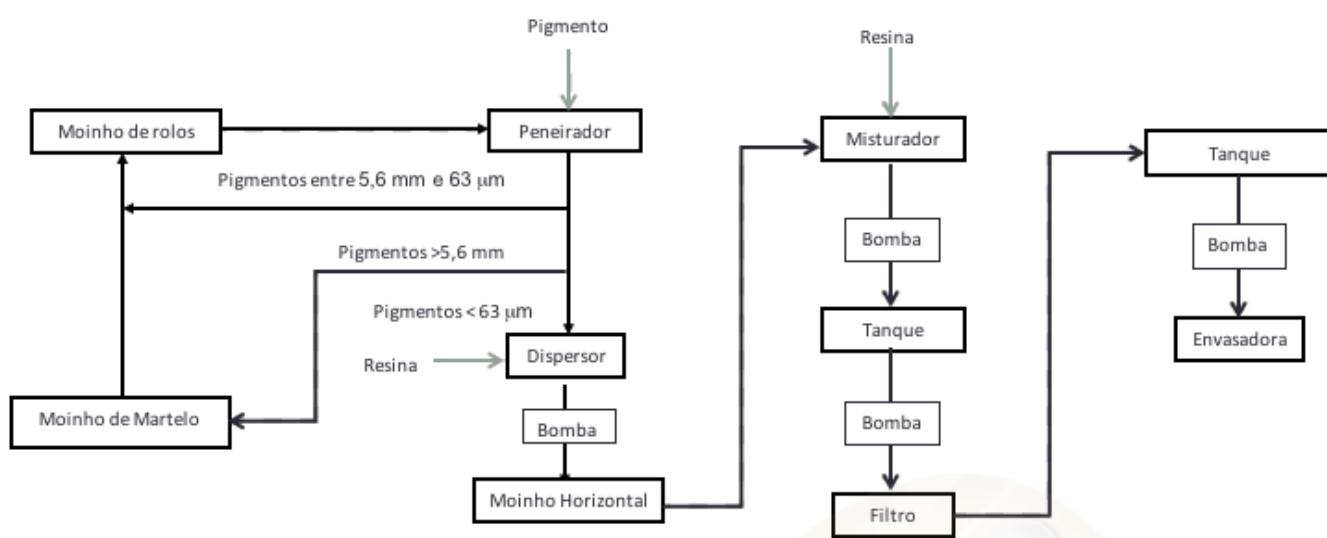 Pigmento
Resina
Moinho de rolos
Peneirador
Misturador
Tanque
Pigmentos entre 5,6 mm e 63 μm
Bomba
Bomba
Pigmentos >5,6 mm
Pigmentos < 63 μm
Tanque
Envasadora
Dispersor
Resina
Moinho de Martelo
Bomba
Bomba
Moinho Horizontal
Filtro